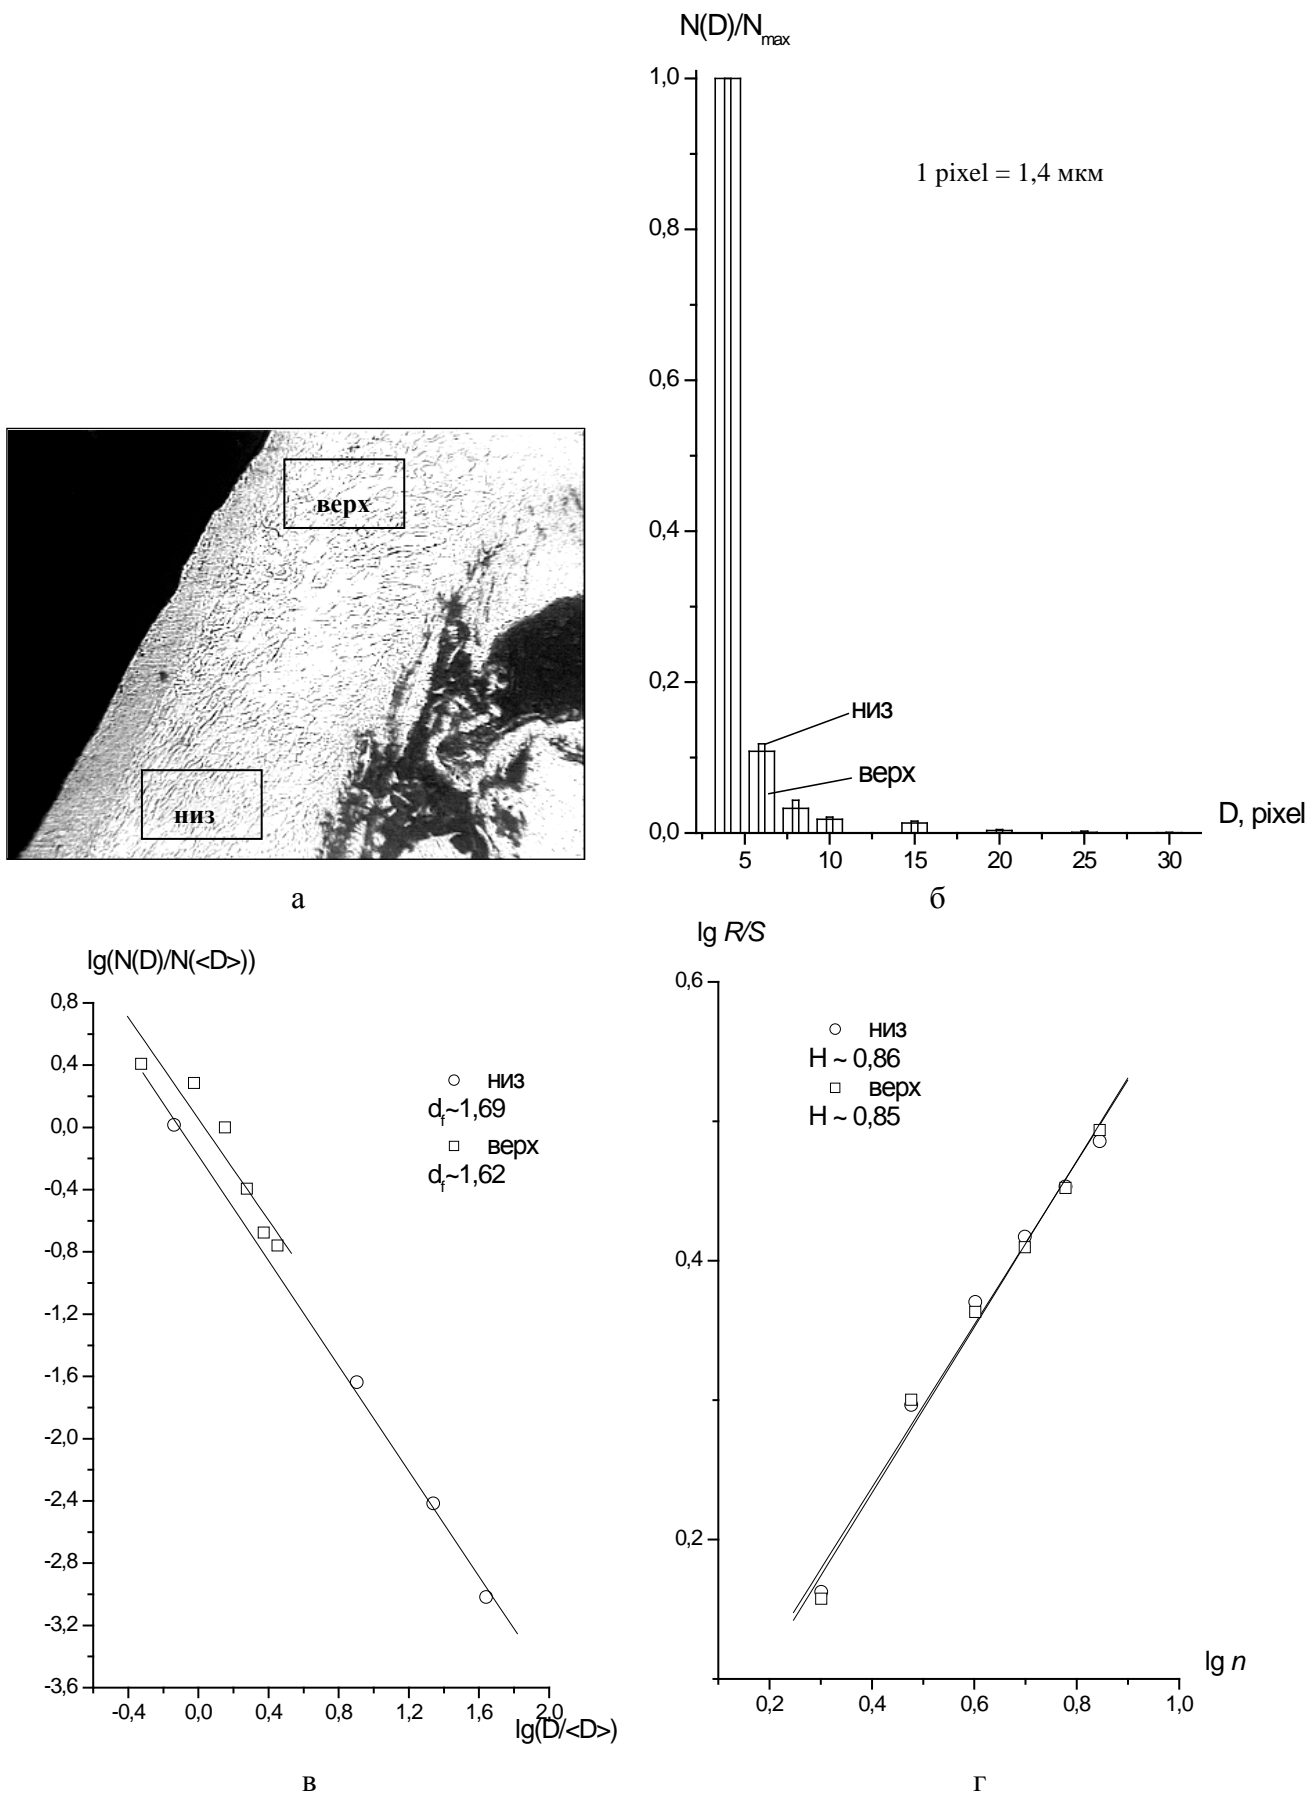 N(D)/Nmax
1,0
1 pixel = 1,4 мкм
0,8
0,6
0,4
0,2
низ
верх
0,0
D, pixel
5 10 15 20 25 30
верх
низ
а
б
lg(N(D)/N(<D>))
0,8
0,4
0,0
-0,4
-0,8
-1,2
-1,6
-2,0
-2,4
-2,8
-3,2
-3,6
низ
df~1,69
верх
df~1,62
-0,4 0,0 0,4 0,8 1,2 1,6 2,0
lg(D/<D>)
в
lg R/S
0,6
0,4
0,2
низ
H ~ 0,86
верх
H ~ 0,85
lg n
0,2 0,4 0,6 0,8 1,0
г